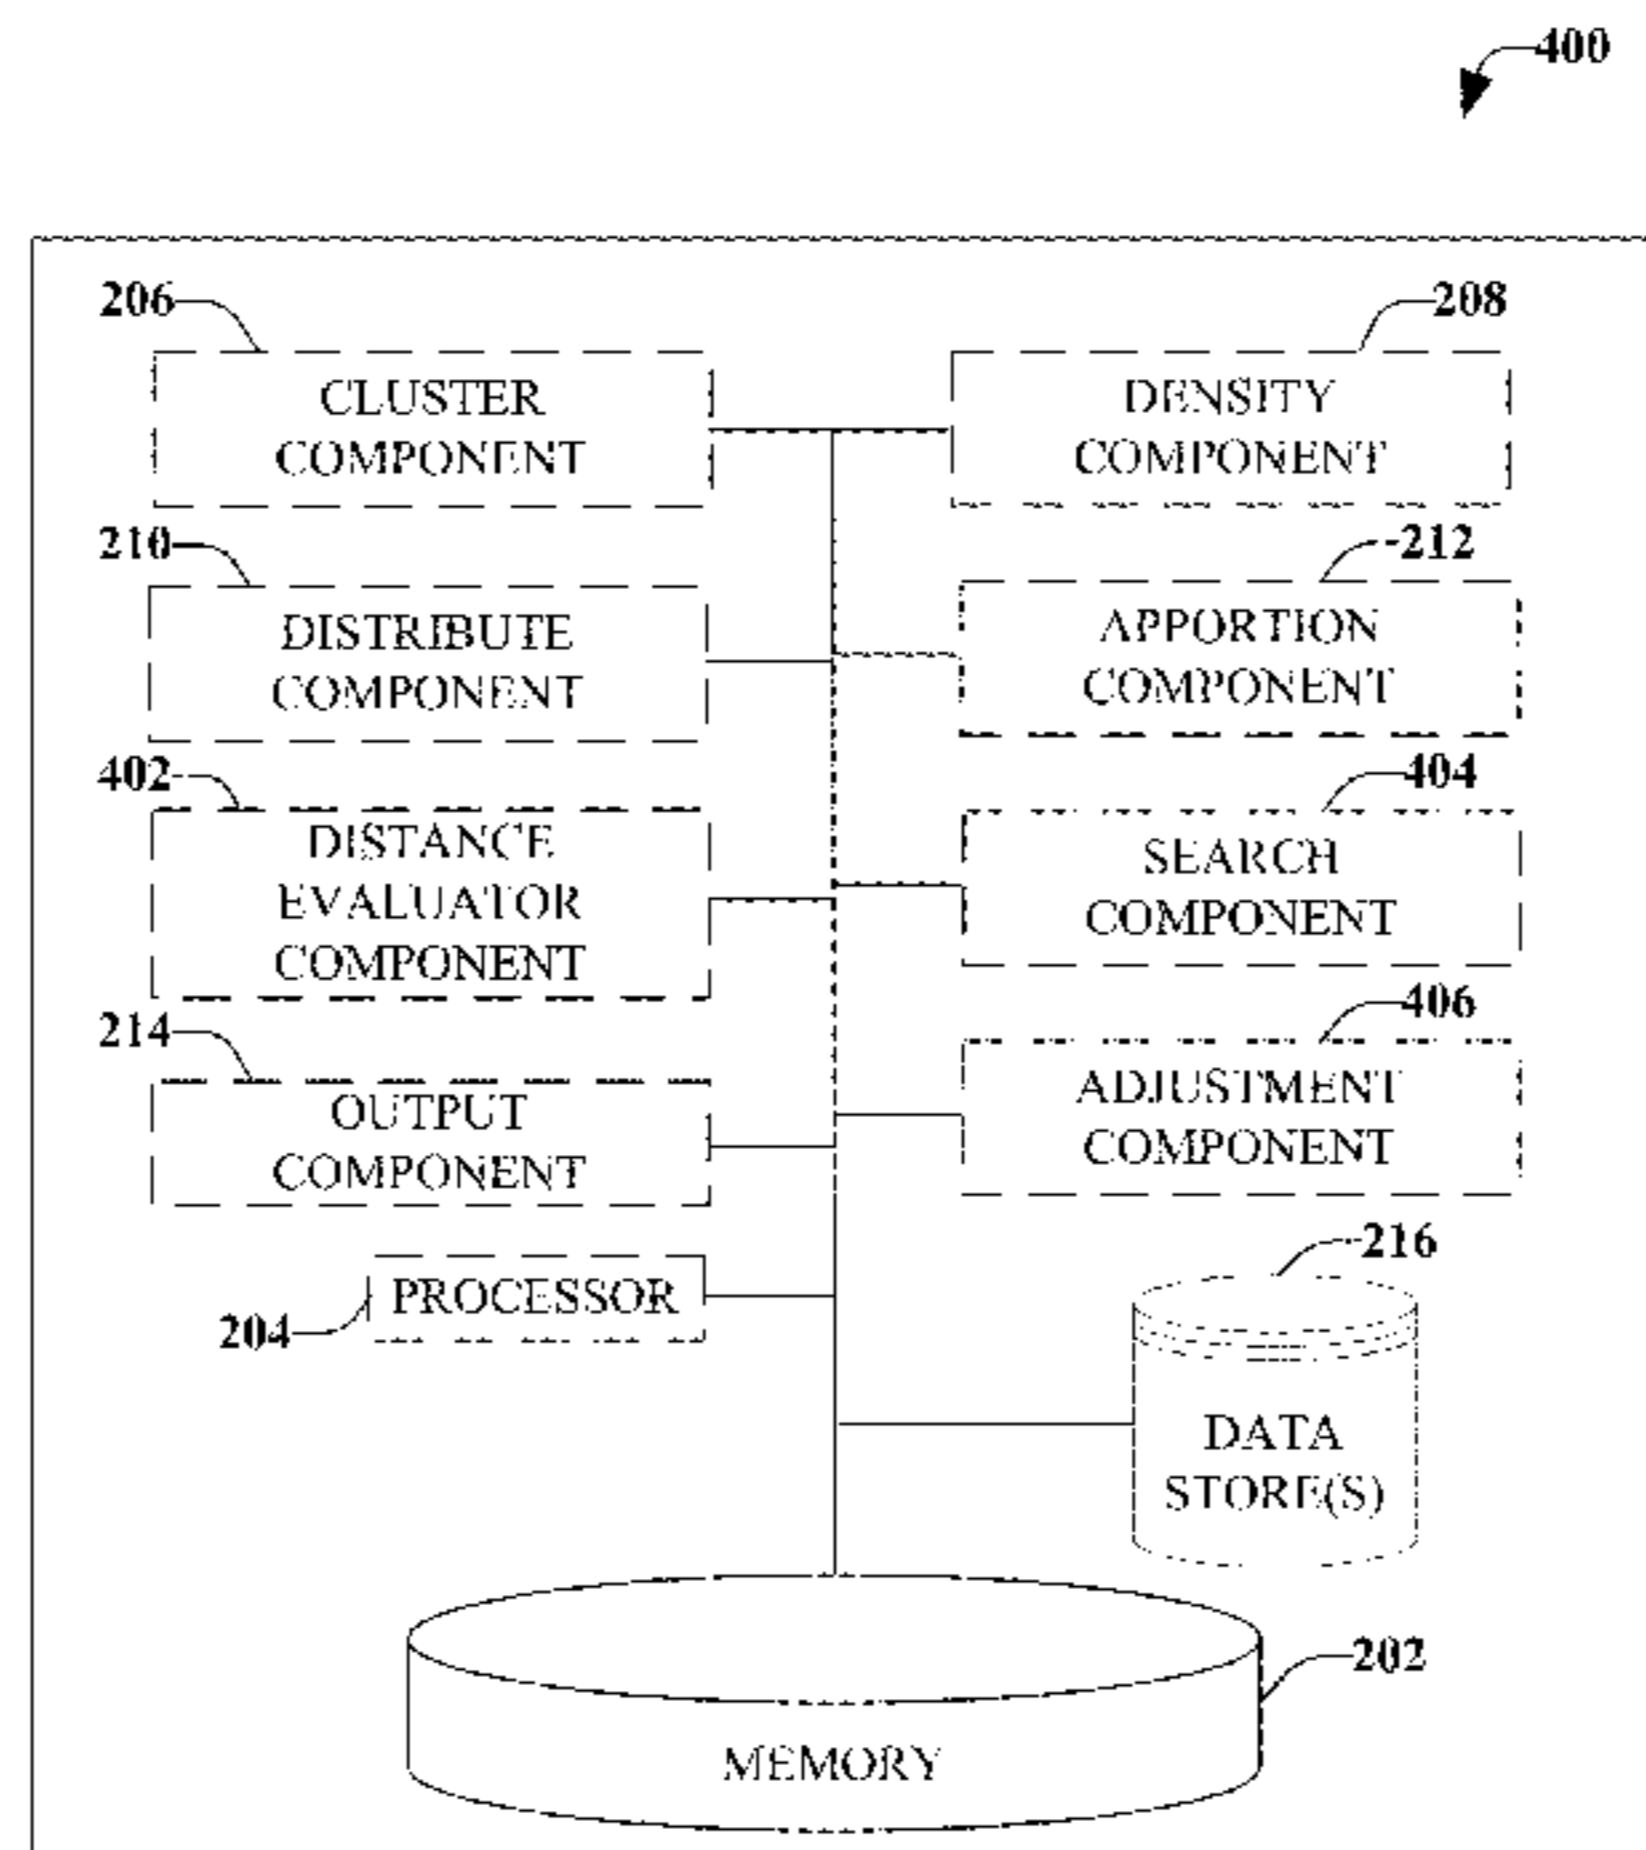 400
206
208
CLUSTER
COMPONENT
DENSITY
COMPONENT
210
212
DISTRIBUTE
COMPONENT
APPORTION
COMPONENT
402
404
DISTANCE
EVALUATOR
COMPONENT
SEARCH
COMPONENT
214
406
OUTPUT
COMPONENT
ADJUSTMENT
COMPONENT
216
PROCESSOR
204
DATA
STORE(S)
202
MEMORY